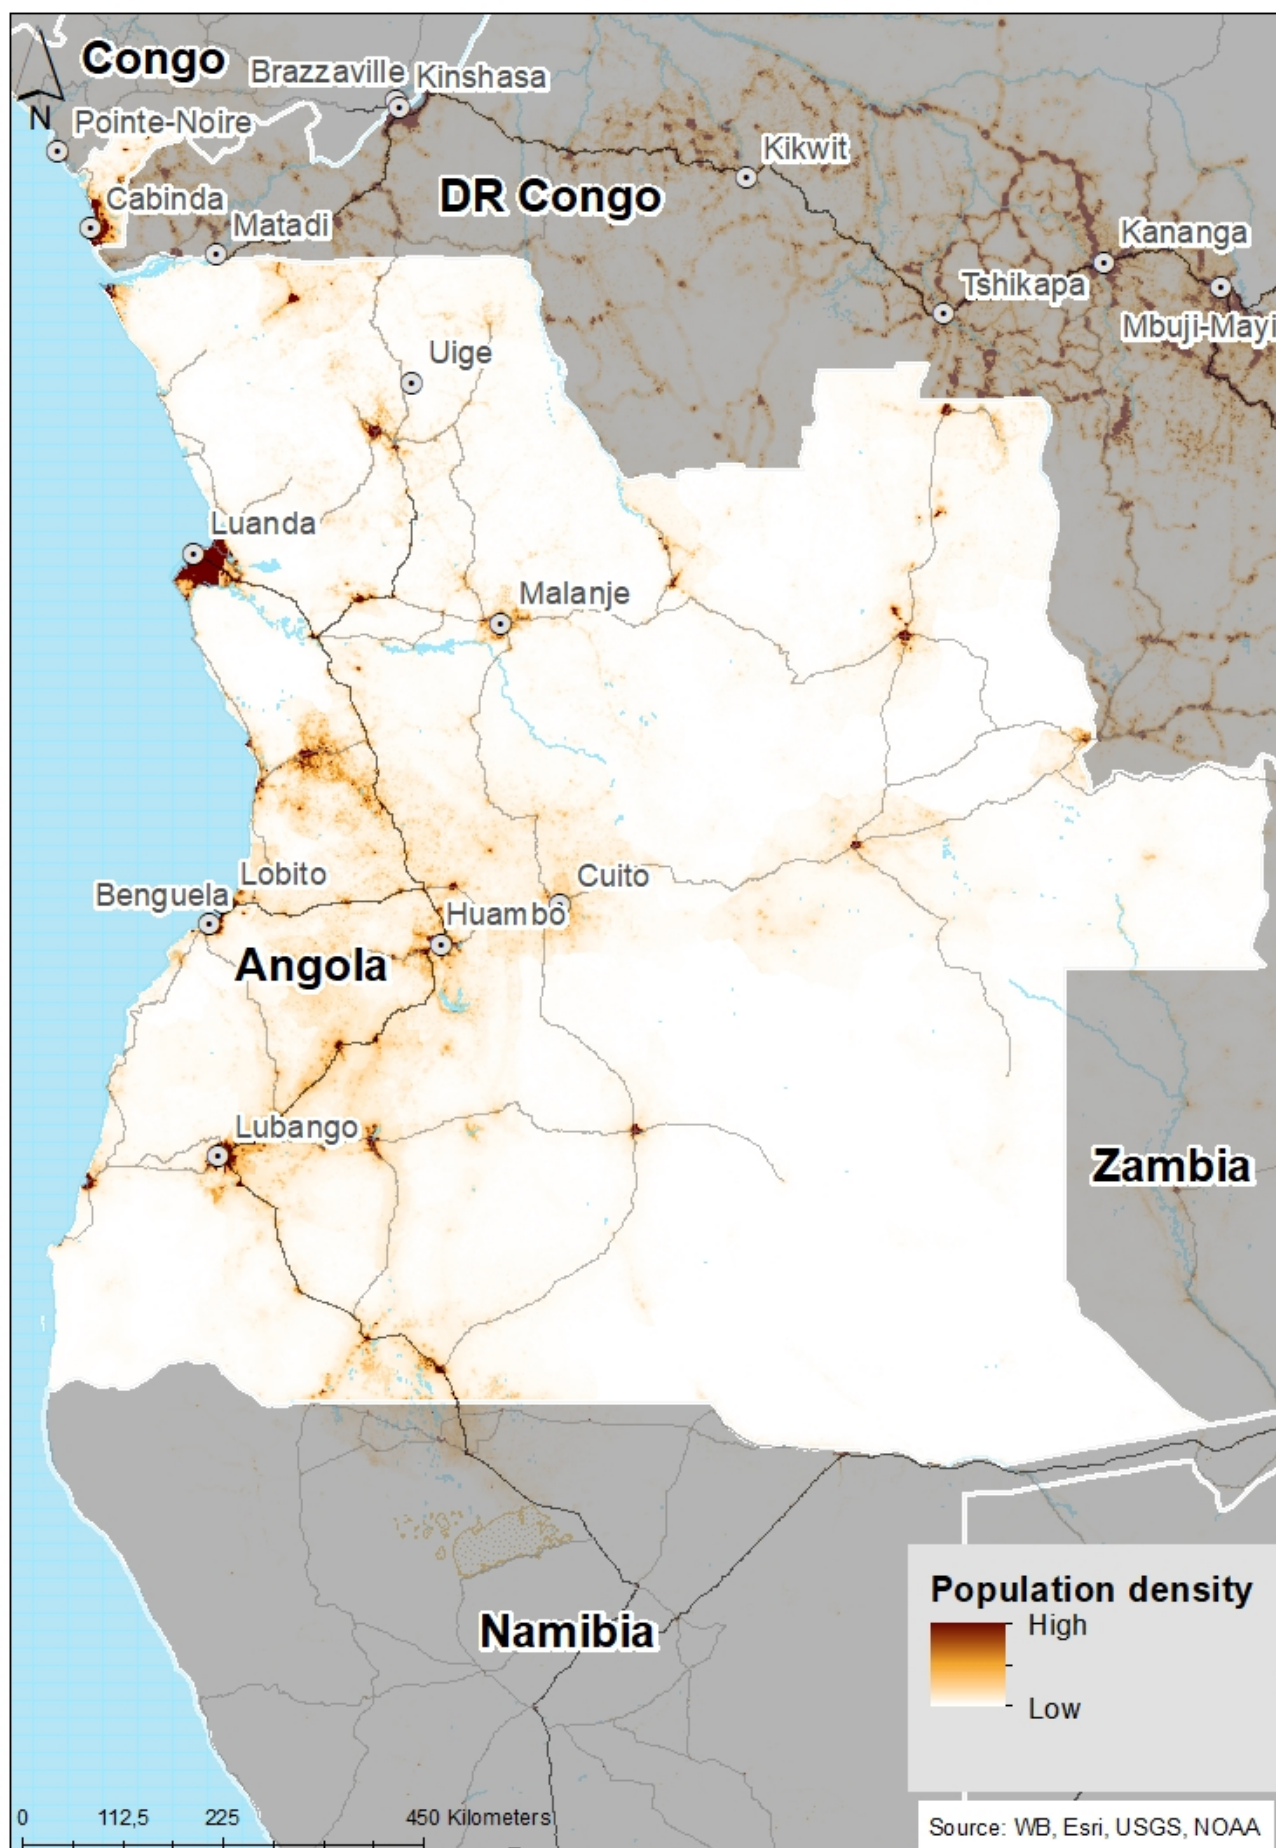 Congo
Brazzaville
Kinshasa
N
Pointe-Noire
Kikwit
DR Congo
Cabinda
Matadi
Kananga
Tshikapa
Mbuji-Mayi
Uige
Luanda
Malanje
Lobito
Cuito
Benguela
Huambo
Angola
Lubango
Zambia
Namibia
Population density
High
Low
0 112,5 225 450 Kilometers
Source: WB, Esri, USGS, NOAA